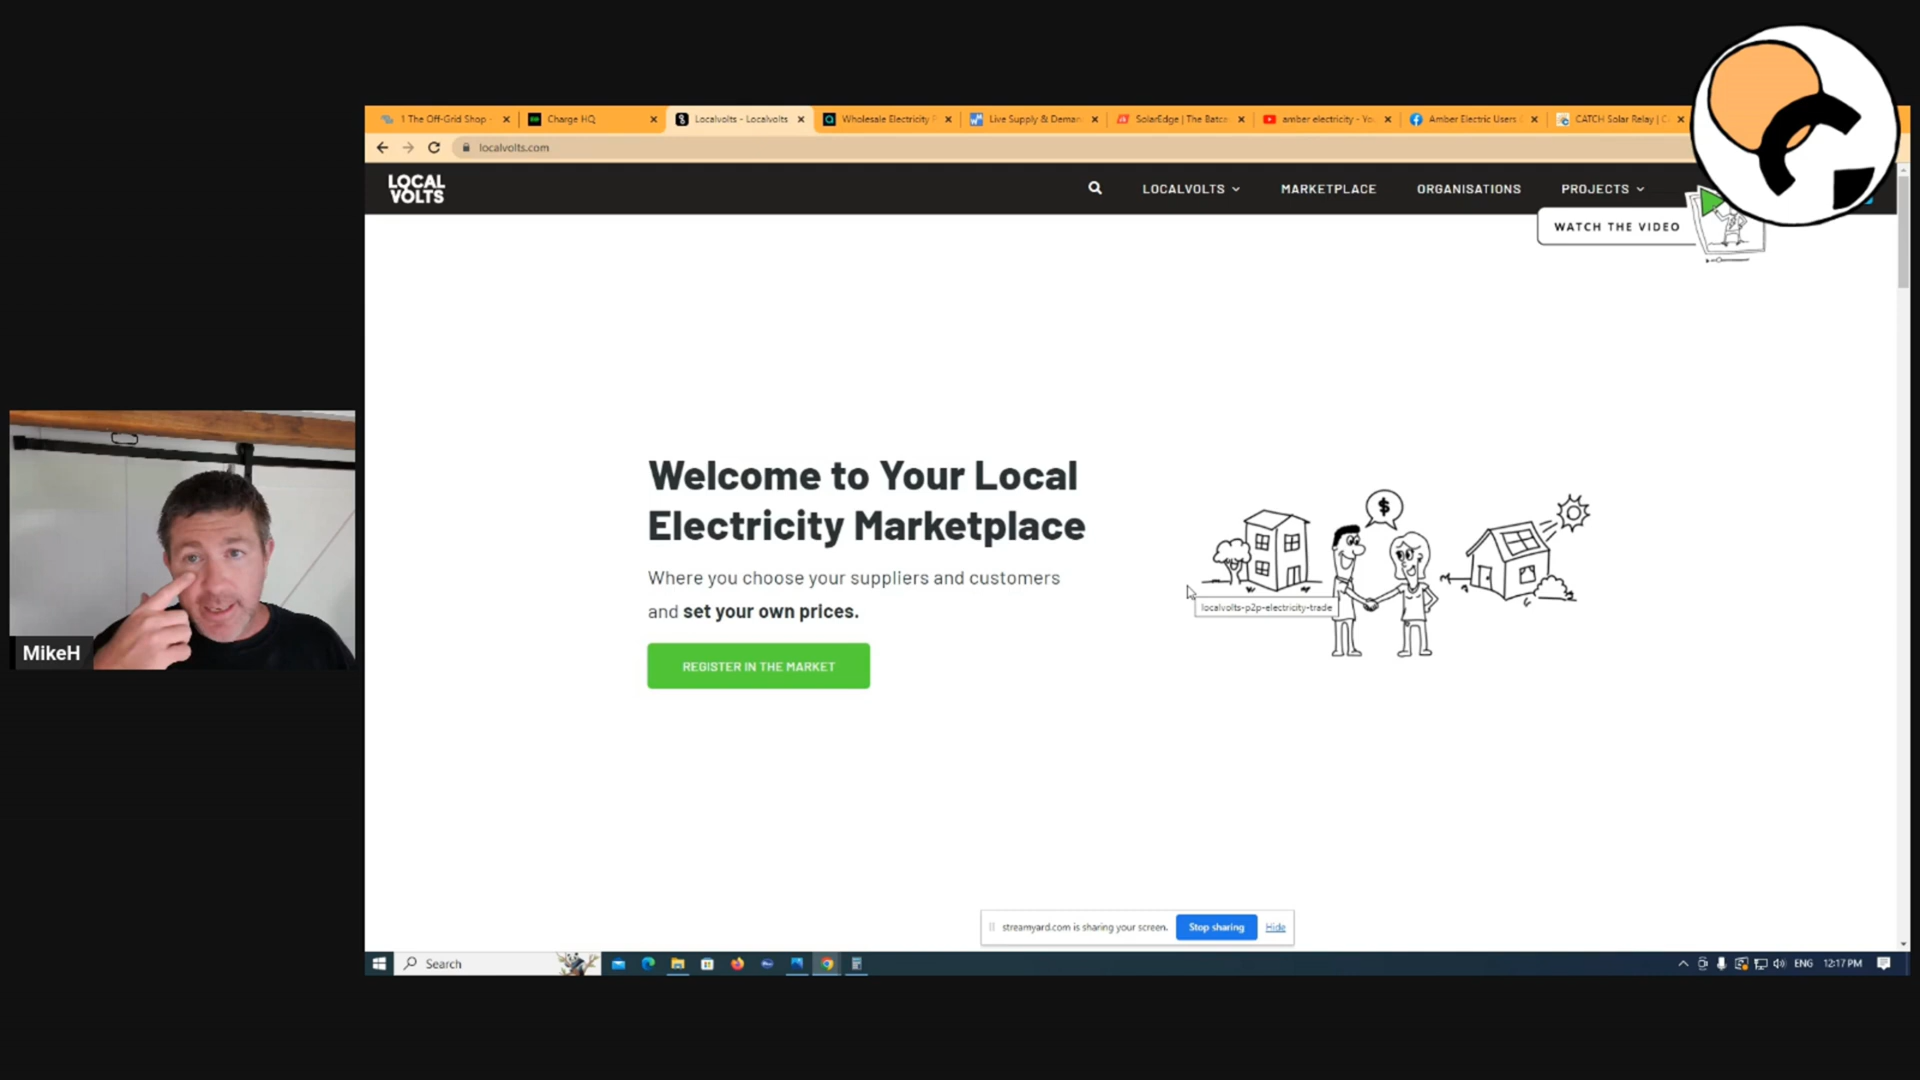 1 The Off-Grid Shop
Charge HQ
Localvolts - Localvolts
Wholesale Electricity
Live Supply & Deman
SolarEdge | The Batca
amber electricity - Yo
Amber Electric Users
CATCH Solar Relay | C
localvolts.com
LOCAL
VOLTS
LOCALVOLTS
MARKETPLACE
ORGANISATIONS
PROJECTS
WATCH THE VIDEO
Welcome to Your Local
Electricity Marketplace
Where you choose your suppliers and customers
and set your own prices.
REGISTER IN THE MARKET
$
localvolts-p2p-electricity-trade
MikeH
streamyard.com is sharing your screen.
Stop sharing
Hide
Search
ENG
12:17 PM